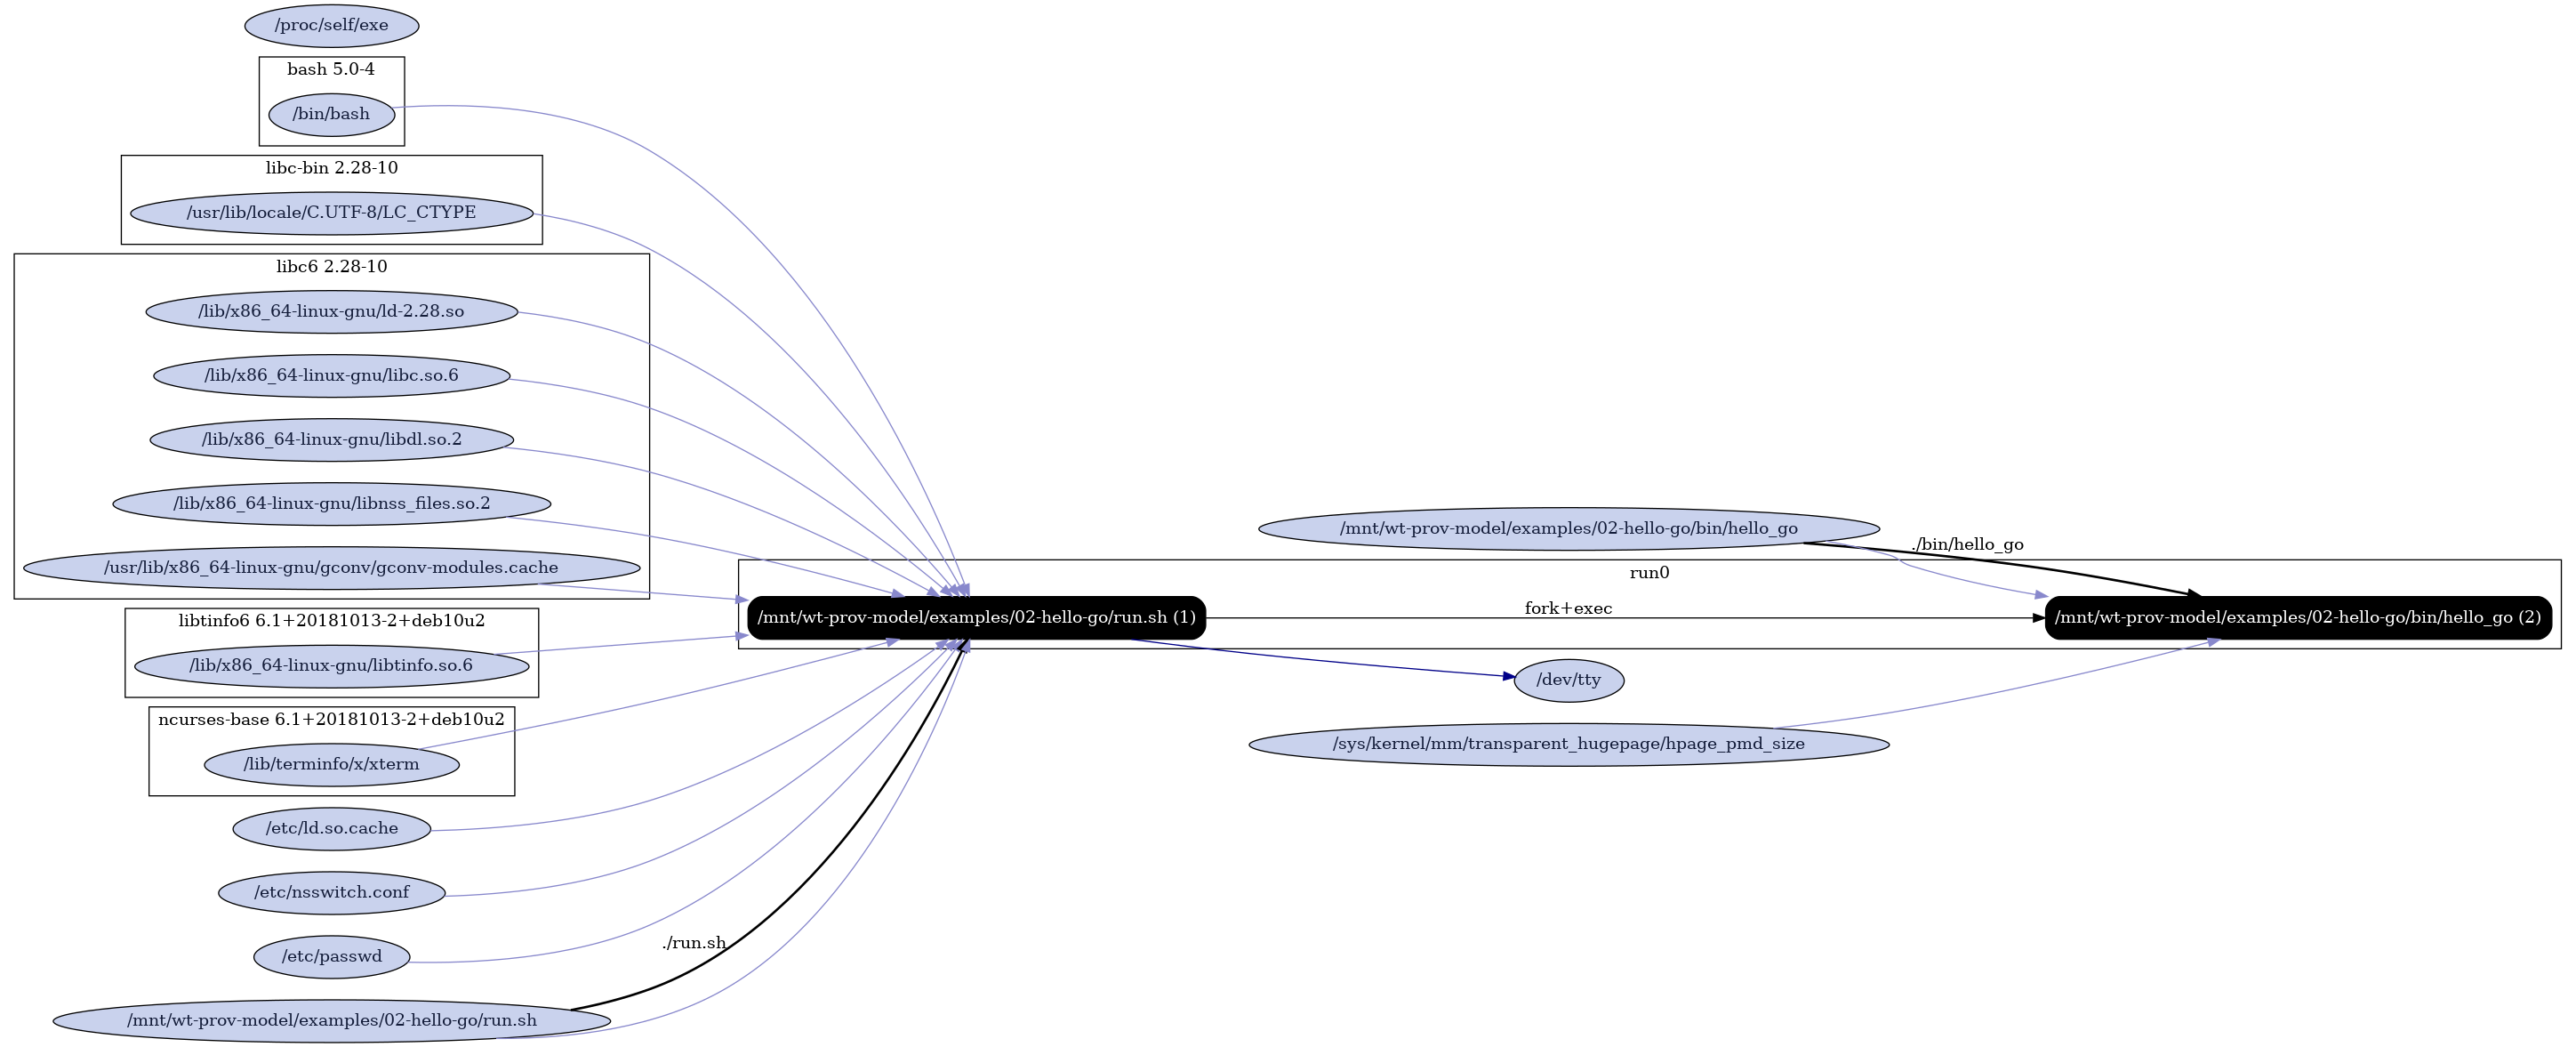 /proc/self/exe
bash 5.0-4
/bin/bash
libc-bin 2.28-10
/usr/lib/locale/C.UTF-8/LC_CTYPE
libc6 2.28-10
/lib/x86_64-linux-gnu/ld-2.28.so
/lib/x86_64-linux-gnu/libc.so.6
/lib/x86_64-linux-gnu/libdl.so.2
/lib/x86_64-linux-gnu/libnss_files.so.2
/usr/lib/x86_64-linux-gnu/gconv/gconv-modules.cache
libtinfo6 6.1+20181013-2+deb10u2
/lib/x86_64-linux-gnu/libtinfo.so.6
ncurses-base 6.1+20181013-2+deb10u2
/lib/terminfo/x/xterm
/etc/ld.so.cache
/etc/nsswitch.conf
/etc/passwd
/mnt/wt-prov-model/examples/02-hello-go/run.sh
./run.sh
run0
/mnt/wt-prov-model/examples/02-hello-go/run.sh (1)
fork+exec
/mnt/wt-prov-model/examples/02-hello-go/bin/hello_go
./bin/hello_go
/mnt/wt-prov-model/examples/02-hello-go/bin/hello_go (2)
/dev/tty
/sys/kernel/mm/transparent_hugepage/hpage_pmd_size